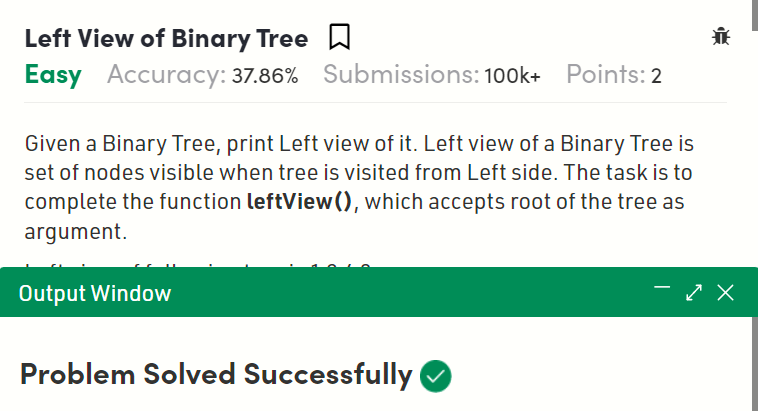 Left View of Binary Tree
Easy Accuracy: 37.86% Submissions: 100k+ Points: 2
Given a Binary Tree, print Left view of it. Left view of a Binary Tree is
set of nodes visible when tree is visited from Left side. The task is to
complete the function leftView(), which accepts root of the tree as
argument.
Output Window
Problem Solved Successfully